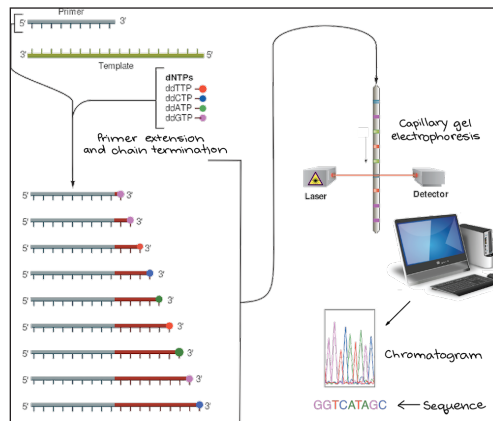 Primer
5' 3'
3' 5'
Template
dNTPs
ddTTP
ddCTP
ddATP
ddGTP
Primer extension
and chain termination
5' 3'
5' 3'
5' 3'
5' 3'
5' 3'
5' 3'
5' 3'
5' 3'
5' 3'
Capillary gel
electrophoresis
Laser
Detector
Chromatogram
GGTCATAGC
Sequence